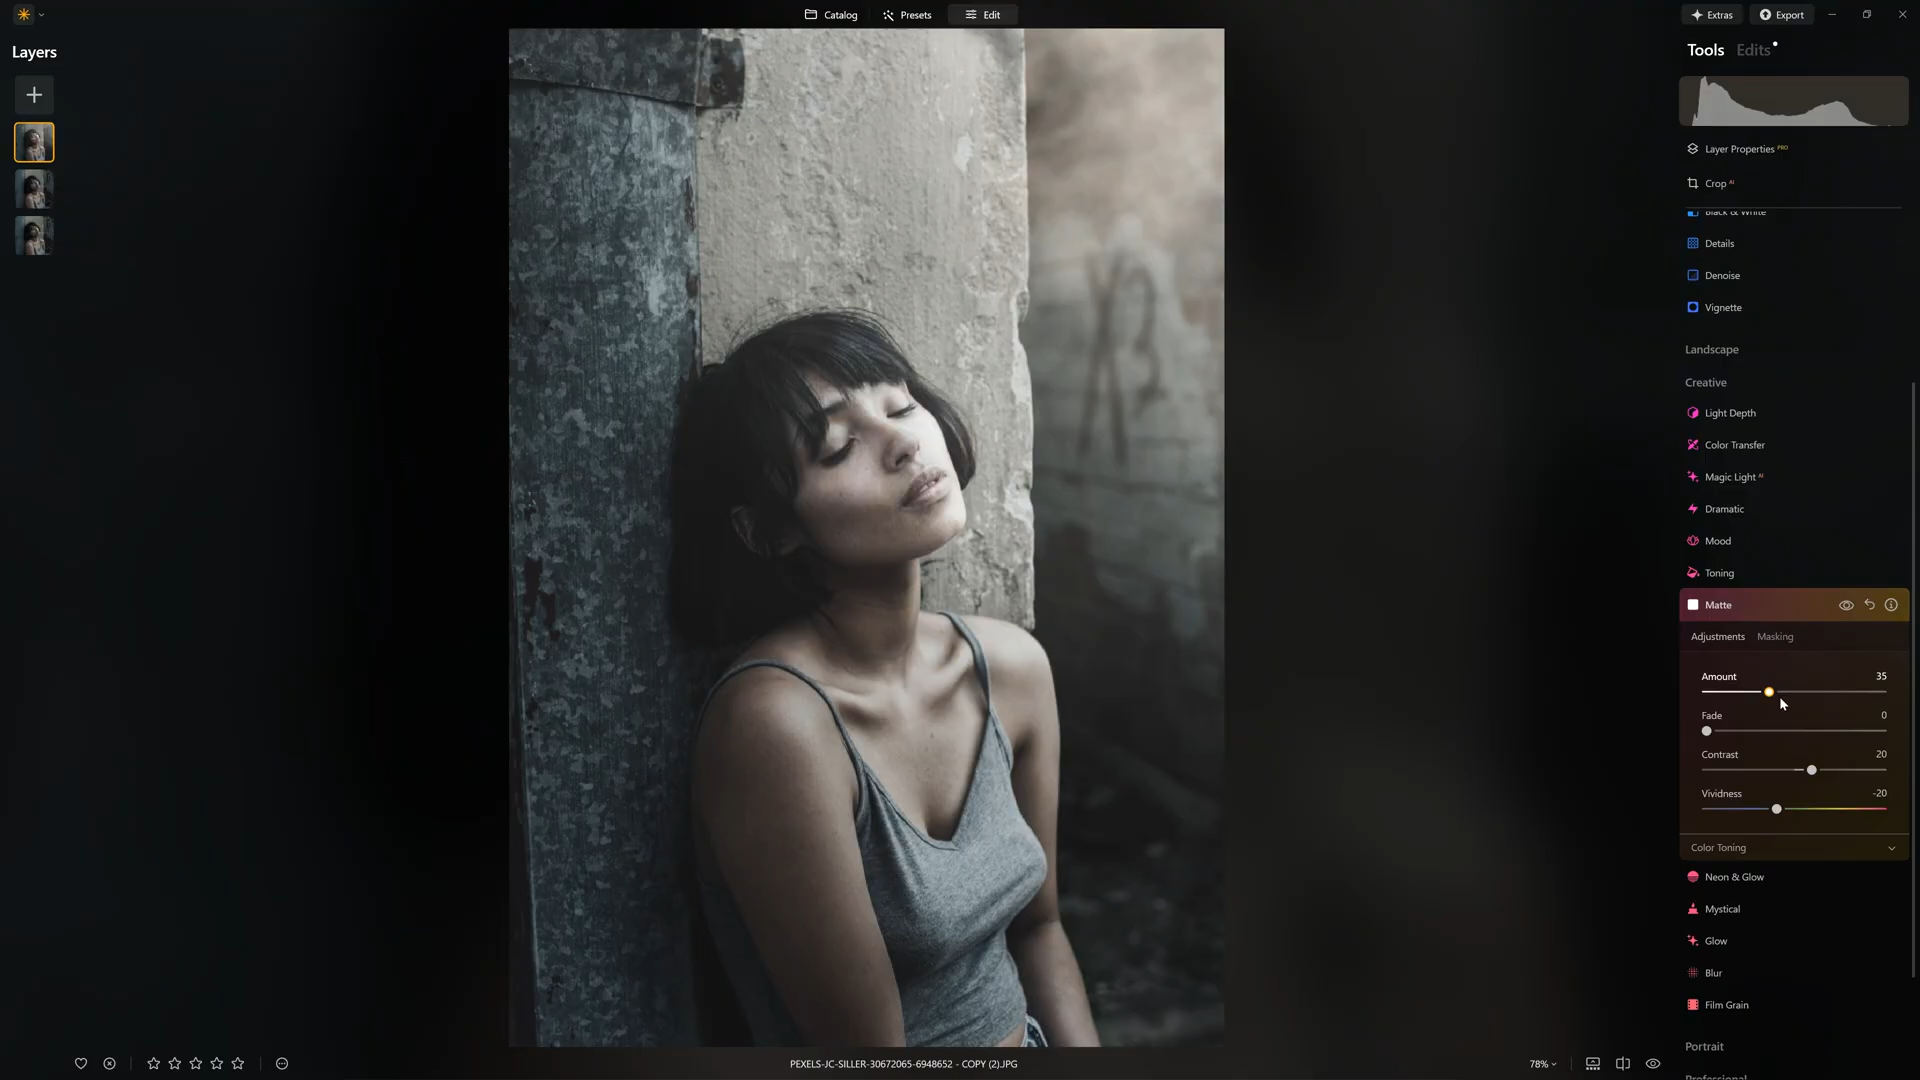 Catalog
Presets
Edit
Extras
Export
Layers
Tools
Edits
Layer Properties PRO
Crop AI
Black & White
Details
Denoise
Vignette
Landscape
Creative
Light Depth
Color Transfer
Magic Light AI
Dramatic
Mood
Toning
Matte
Adjustments
Masking
Amount 35
Fade 0
Contrast 20
Vividness -20
Color Toning
Neon & Glow
Mystical
Glow
Blur
Film Grain
Portrait
Professional
PEXELS-JC-SILLER-30672065-6948652 - COPY (2).JPG
78%